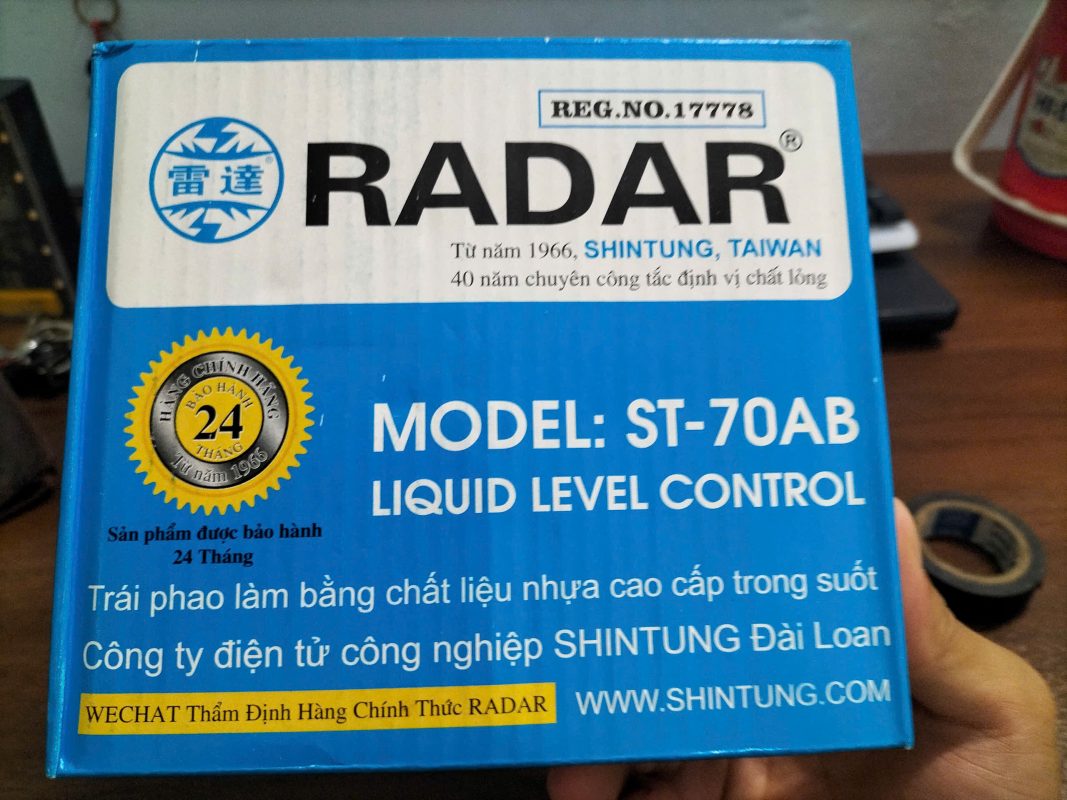 REG.NO.17778
雷達®
RADAR®
Từ năm 1966, SHINTUNG, TAIWAN
40 năm chuyên công tắc định vị chất lỏng
HÀNG CHÍNH HÃNG
BẢO HÀNH
24
THÁNG
Từ năm 1966
Sản phẩm được bảo hành
24 Tháng
MODEL: ST-70AB
LIQUID LEVEL CONTROL
Trái phao làm bằng chất liệu nhựa cao cấp trong suốt
Công ty điện tử công nghiệp SHINTUNG Đài Loan
WECHAT Thẩm Định Hàng Chính Thức RADAR
WWW.SHINTUNG.COM